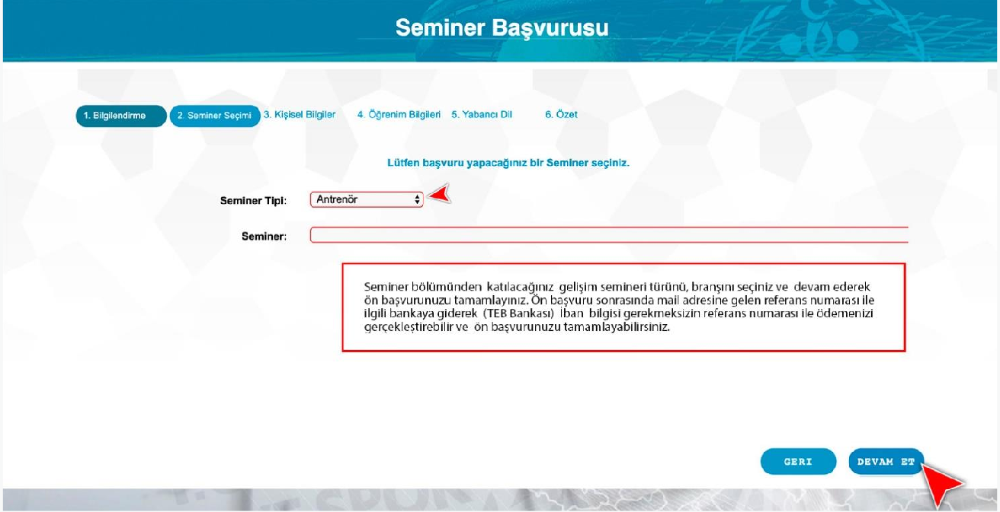 Seminer Başvurusu
1. Bilgilendirme 2. Seminer Seçimi 3. Kişisel Bilgiler 4. Öğrenim Bilgileri 5. Yabancı Dil 6. Özet
Lütfen başvuru yapacağınız bir Seminer seçiniz.
Seminer Tipi: Antrenör
Seminer:
Seminer bölümünden katılacağınız gelişim semineri türünü, branşını seçiniz ve devam ederek
ön başvurunuzu tamamlayınız. Ön başvuru sonrasında mail adresine gelen referans numarası ile
ilgili bankaya giderek (TEB Bankası) İban bilgisi gerekmeksizin referans numarası ile ödemenizi
gerçekleştirebilir ve ön başvurunuzu tamamlayabilirsiniz.
GERI DEVAM ET